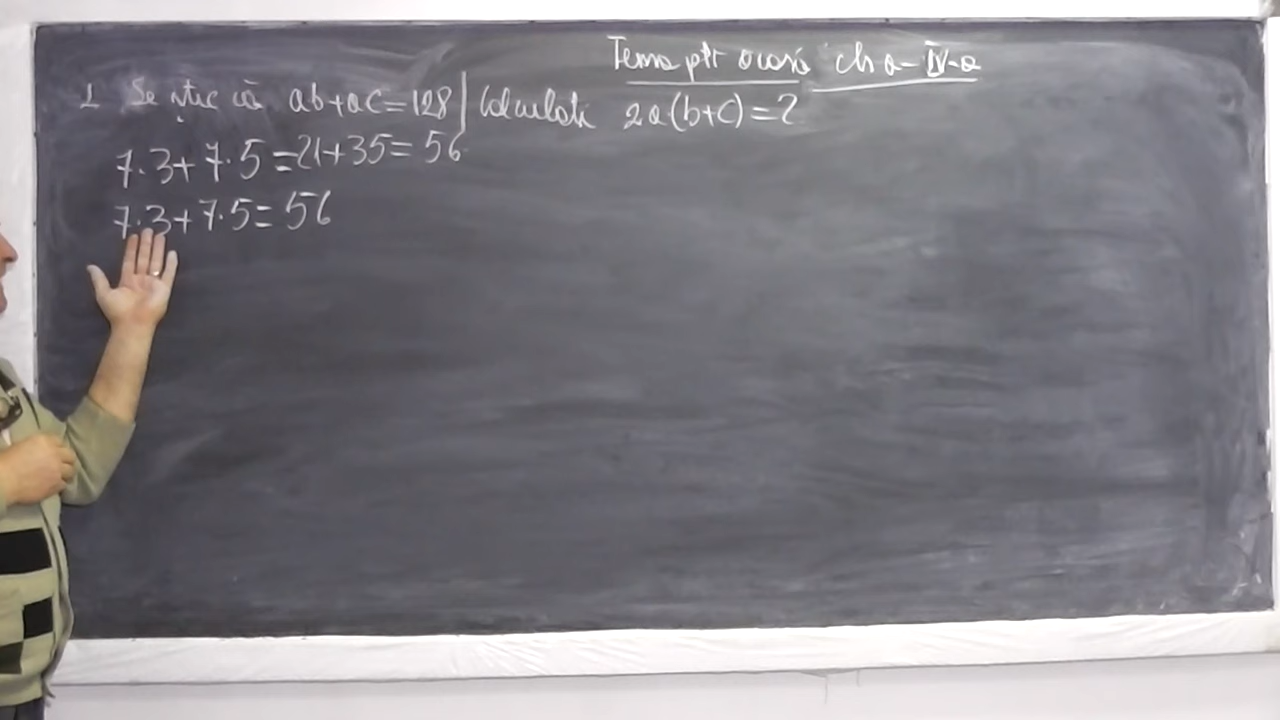 Tema ptr acasă cls a-IV-a
1 Se știe că ab+ac=128 | Calculati 2a(b+c)=?
7·3+7·5=21+35=56
7·3+7·5=56